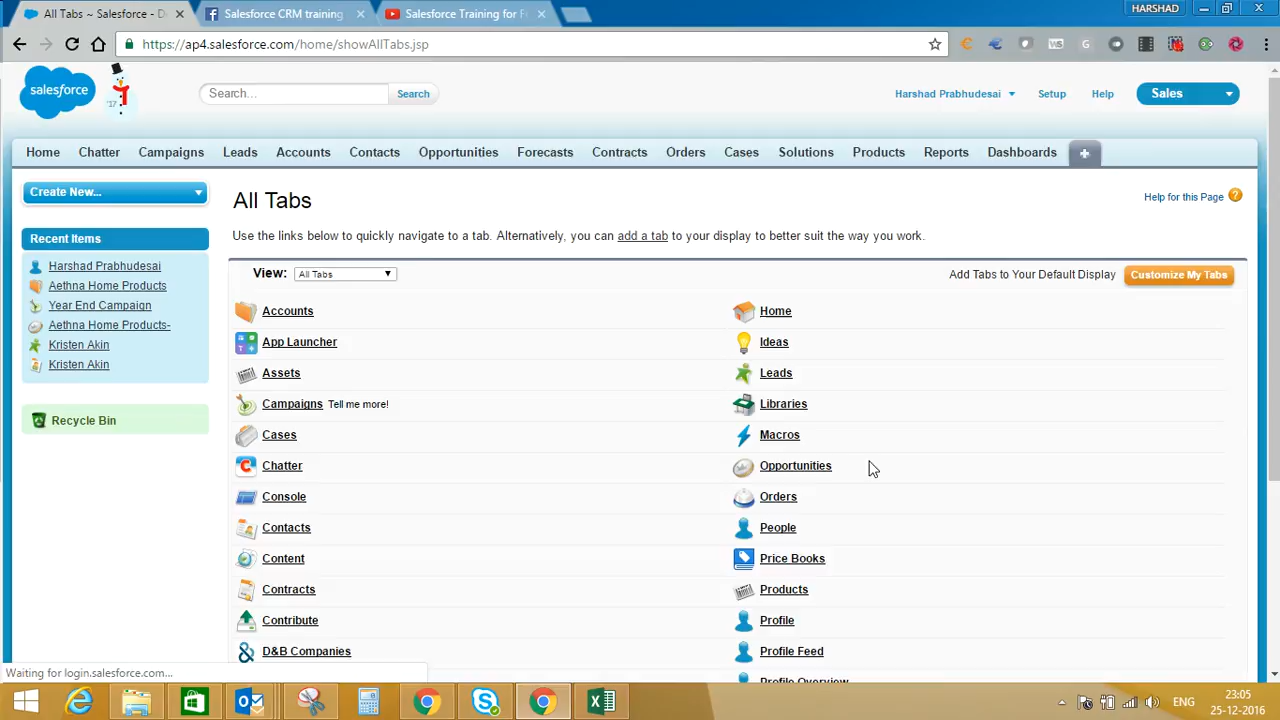 All Tabs ~ Salesforce - D
Salesforce CRM training
Salesforce Training for F
HARSHAD
https://ap4.salesforce.com/home/showAllTabs.jsp
salesforce
'17
Search...
Search
Harshad Prabhudesai
Setup
Help
Sales
Home
Chatter
Campaigns
Leads
Accounts
Contacts
Opportunities
Forecasts
Contracts
Orders
Cases
Solutions
Products
Reports
Dashboards
+
Create New...
Recent Items
Harshad Prabhudesai
Aethna Home Products
Year End Campaign
Aethna Home Products-
Kristen Akin
Kristen Akin
Recycle Bin
All Tabs
Help for this Page ?
Use the links below to quickly navigate to a tab. Alternatively, you can add a tab to your display to better suit the way you work.
View: All Tabs
Add Tabs to Your Default Display
Customize My Tabs
Accounts
App Launcher
Assets
Campaigns Tell me more!
Cases
Chatter
Console
Contacts
Content
Contracts
Contribute
D&B Companies
Home
Ideas
Leads
Libraries
Macros
Opportunities
Orders
People
Price Books
Products
Profile
Profile Feed
Profile Overview
Waiting for login.salesforce.com...
ENG
23:05
25-12-2016